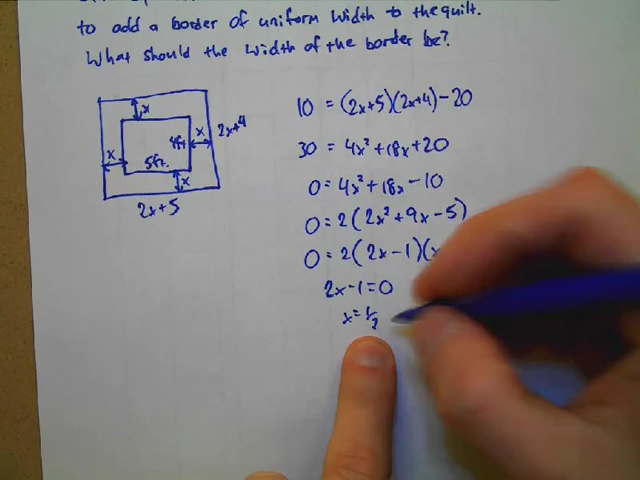 to add a border of uniform width to the quilt.
What should the width of the border be?
x
4ft.
x
2x+4
x
5ft.
x
2x+5
10 = (2x+5)(2x+4)-20
30 = 4x²+18x+20
0 = 4x²+18x-10
0 = 2(2x²+9x-5)
0 = 2(2x-1)(x
2x-1=0
x=1/2